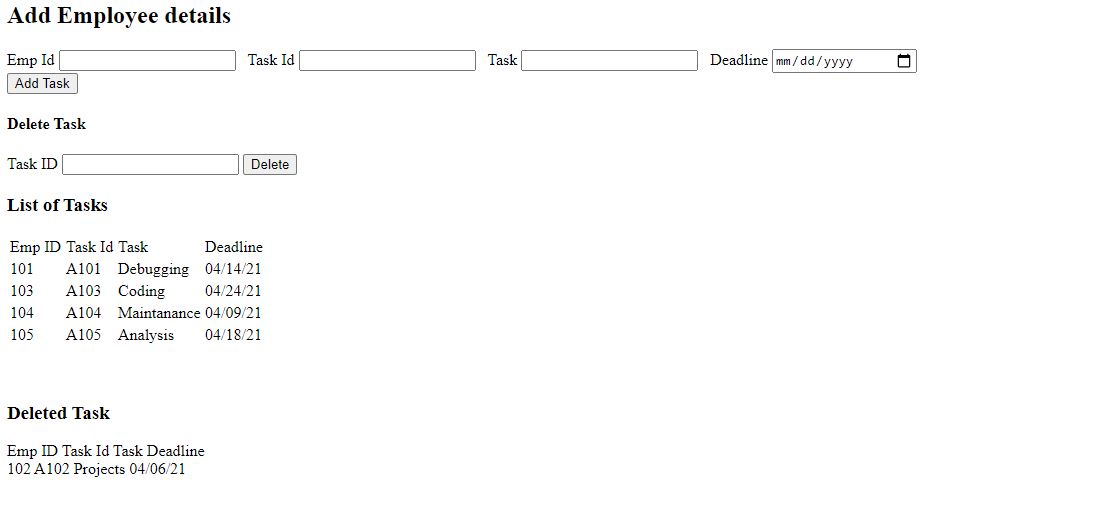 Add Employee details
Emp Id Task Id Task Deadline mm/dd/yyyy
Add Task
Delete Task
Task ID Delete
List of Tasks
Emp ID Task Id Task Deadline
101 A101 Debugging 04/14/21
103 A103 Coding 04/24/21
104 A104 Maintanance 04/09/21
105 A105 Analysis 04/18/21
Deleted Task
Emp ID Task Id Task Deadline
102 A102 Projects 04/06/21